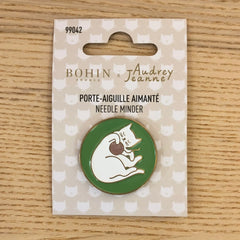 99042
BOHIN x Audrey
Jeanne
PORTE-AIGUILLE AIMANTÉ
NEEDLE MINDER